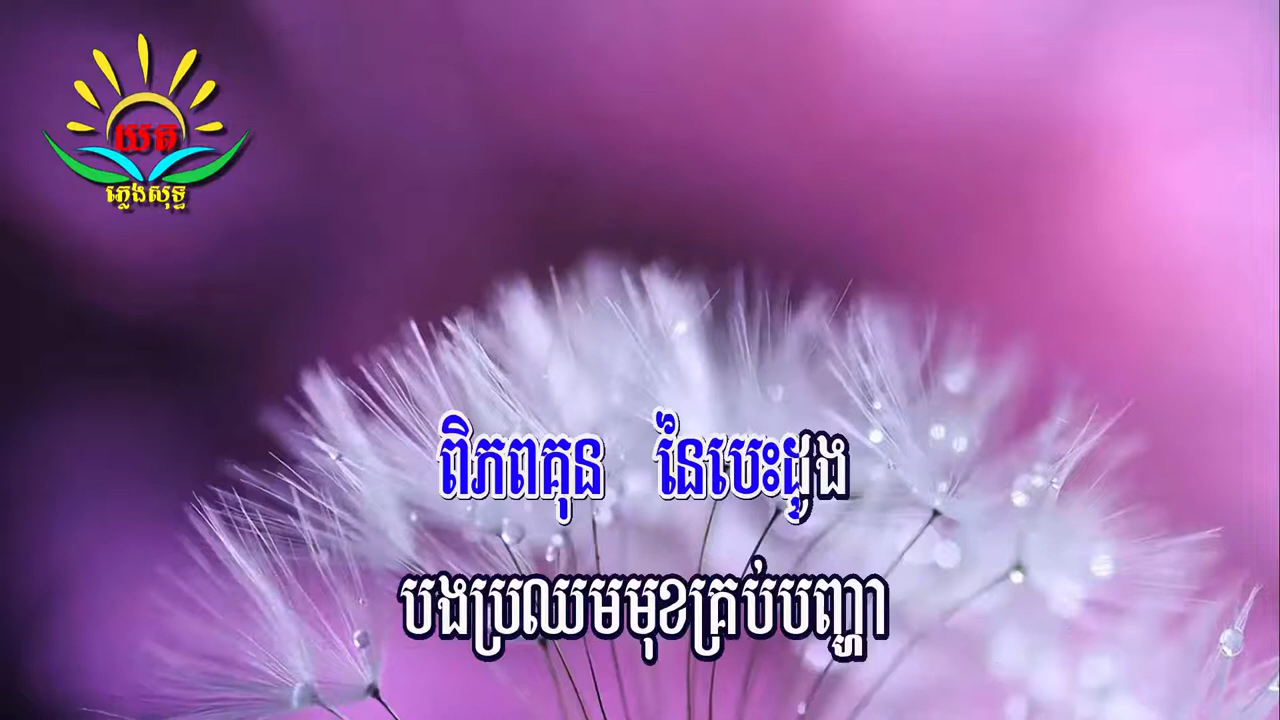 យត
ភ្លេងសុទ្ធ
ពិភពគុន នៃបេះដូង
បងប្រឈមមុខគ្រប់បញ្ហា